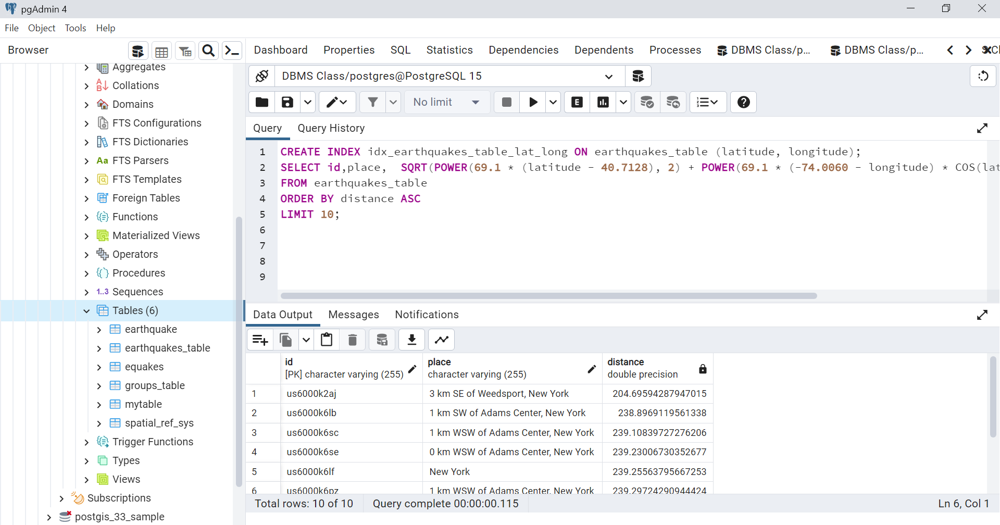 pgAdmin 4
File Object Tools Help
Browser
Dashboard Properties SQL Statistics Dependencies Dependents Processes DBMS Class/p... DBMS Class/p...
Aggregates
Collations
Domains
FTS Configurations
FTS Dictionaries
Aa FTS Parsers
FTS Templates
Foreign Tables
Functions
Materialized Views
Operators
Procedures
1..3 Sequences
Tables (6)
earthquake
earthquakes_table
equakes
groups_table
mytable
spatial_ref_sys
Trigger Functions
Types
Views
Subscriptions
postgis_33_sample
DBMS Class/postgres@PostgreSQL 15
No limit
E
Query Query History
1 CREATE INDEX idx_earthquakes_table_lat_long ON earthquakes_table (latitude, longitude);
2 SELECT id,place, SQRT(POWER(69.1 * (latitude - 40.7128), 2) + POWER(69.1 * (-74.0060 - longitude) * COS(lat
3 FROM earthquakes_table
4 ORDER BY distance ASC
5 LIMIT 10;
6
7
8
9
Data Output Messages Notifications
id place distance
[PK] character varying (255) character varying (255) double precision
1 us6000k2aj 3 km SE of Weedsport, New York 204.69594287947015
2 us6000k6lb 1 km SW of Adams Center, New York 238.8969119561338
3 us6000k6sc 1 km WSW of Adams Center, New York 239.10839727276206
4 us6000k6se 0 km WSW of Adams Center, New York 239.23006730352677
5 us6000k6lf New York 239.25563795667253
6 us6000k6pz 1 km WSW of Adams Center, New York 239.29724290944424
Total rows: 10 of 10 Query complete 00:00:00.115 Ln 6, Col 1